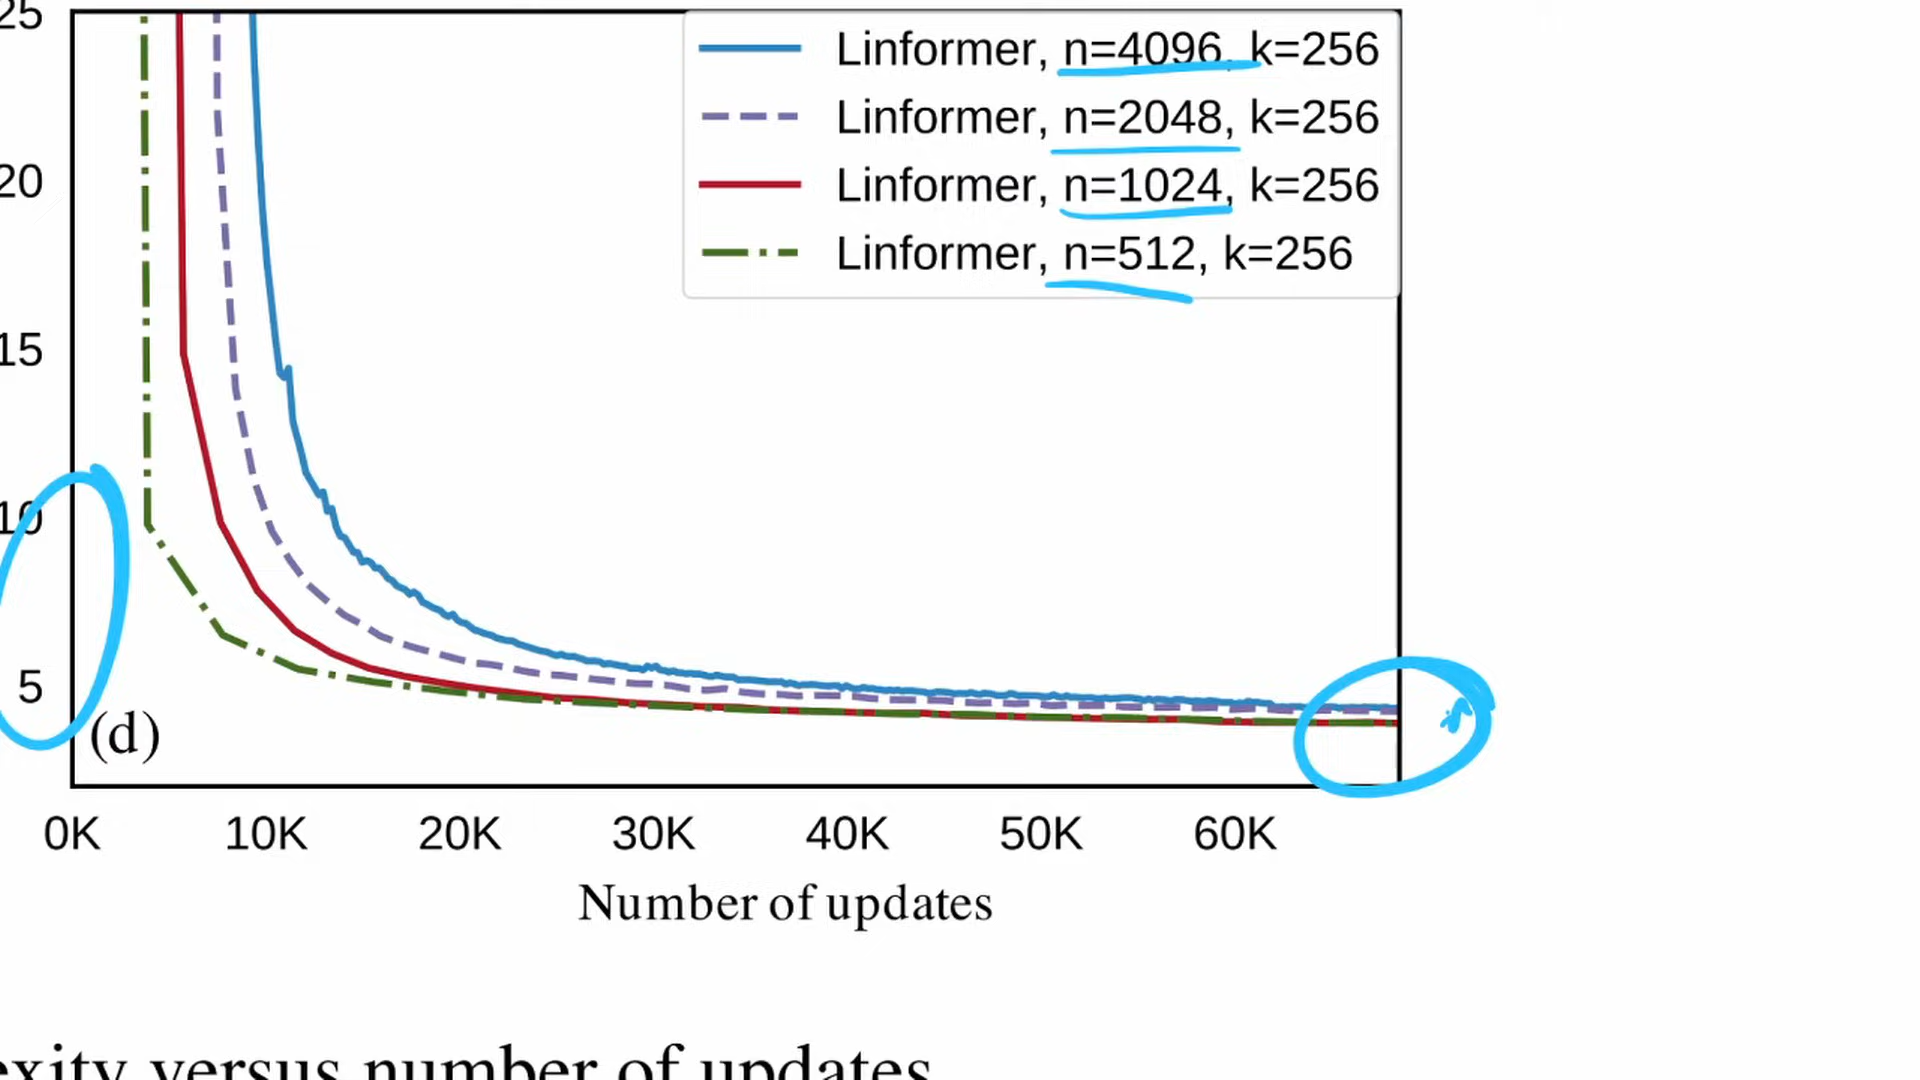 25
Linformer, n=4096, k=256
Linformer, n=2048, k=256
20
Linformer, n=1024, k=256
Linformer, n=512, k=256
15
10
5
(d)
0K 10K 20K 30K 40K 50K 60K
Number of updates
exity versus number of updates